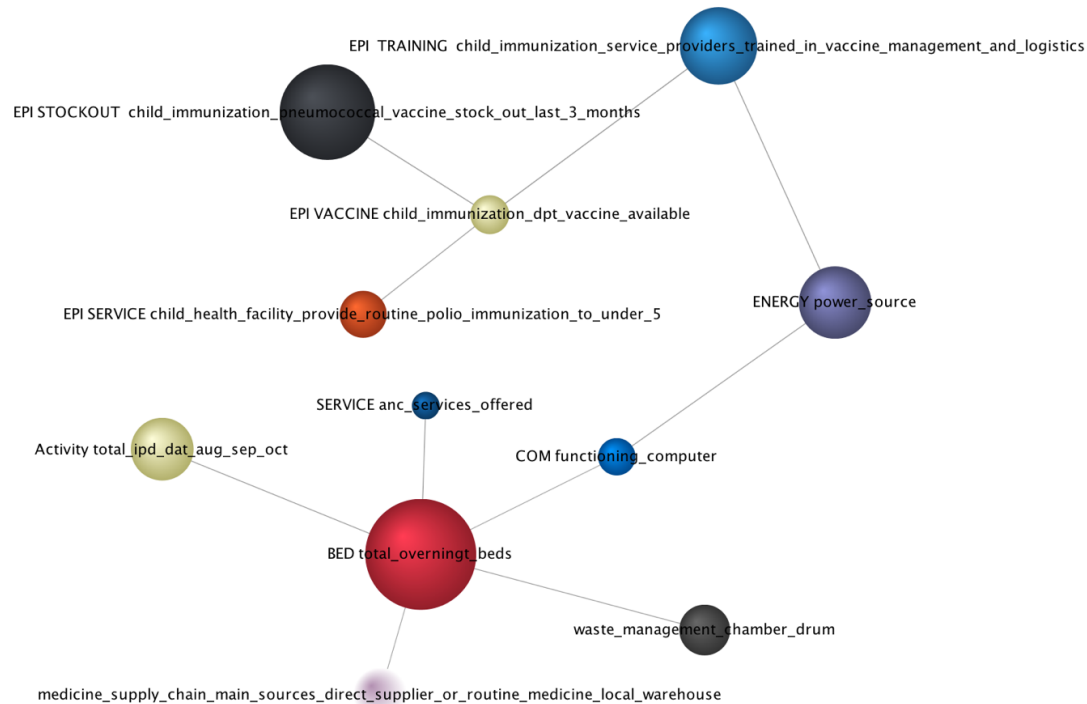 EPI  TRAINING  child_immunization_service_providers_trained_in_vaccine_management_and_logistics
EPI STOCKOUT  child_immunization_pneumococcal_vaccine_stock_out_last_3_months
EPI VACCINE child_immunization_dpt_vaccine_available
ENERGY power_source
EPI SERVICE child_health_facility_provide_routine_polio_immunization_to_under_5
SERVICE anc_services_offered
Activity total_ipd_dat_aug_sep_oct
COM functioning_computer
BED total_overningt_beds
waste_management_chamber_drum
medicine_supply_chain_main_sources_direct_supplier_or_routine_medicine_local_warehouse